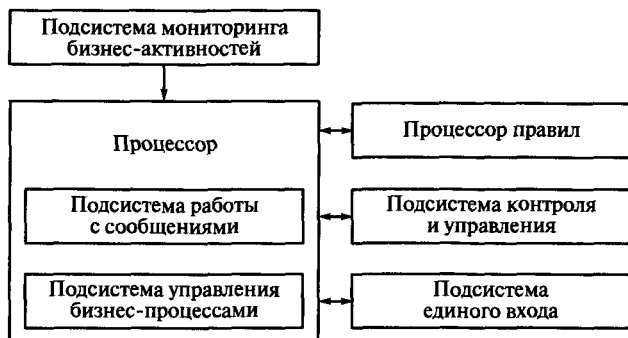 Подсистема мониторинга
бизнес-активностей
Процессор
Процессор правил
Подсистема работы
с сообщениями
Подсистема контроля
и управления
Подсистема управления
бизнес-процессами
Подсистема
единого входа